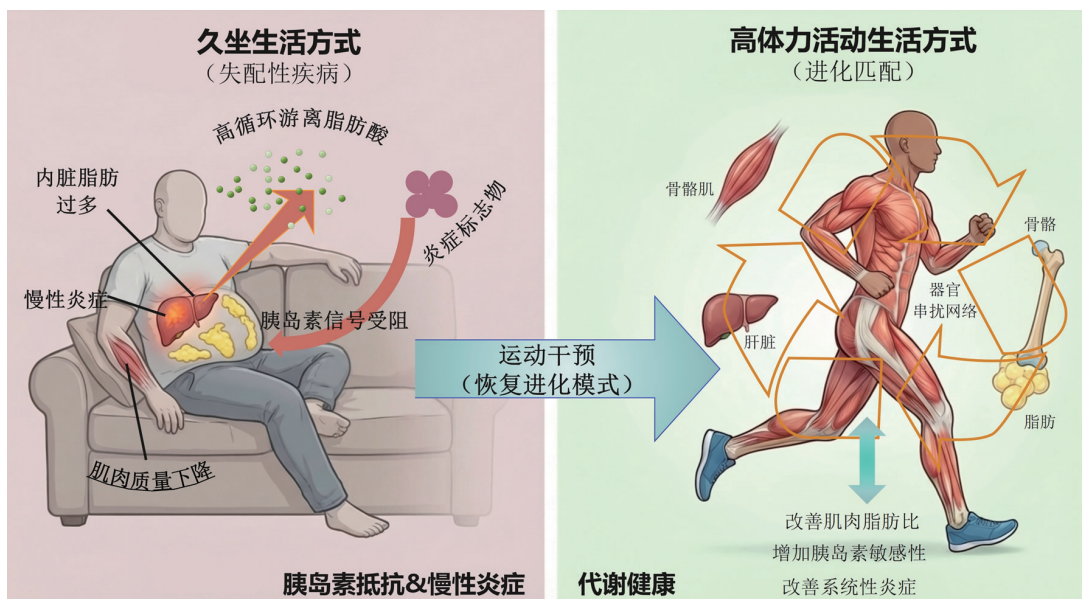 久坐生活方式
（失配性疾病）
高循环游离脂肪酸
内脏脂肪
过多
炎症标志物
慢性炎症
胰岛素信号受阻
肌肉质量下降
胰岛素抵抗&慢性炎症
运动干预
（恢复进化模式）
高体力活动生活方式
（进化匹配）
骨骼肌
骨骼
器官
串扰网络
肝脏
脂肪
改善肌肉脂肪比
增加胰岛素敏感性
改善系统性炎症
代谢健康